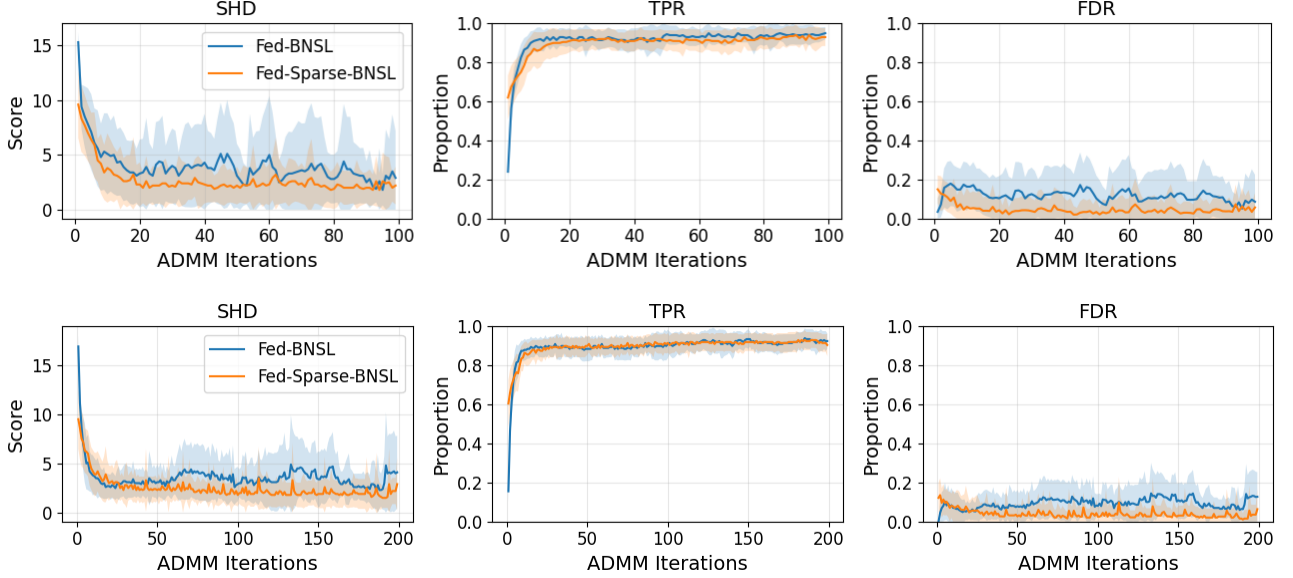 SHD
TPR
FDR
Score
15
10
5
0
Fed-BNSL
Fed-Sparse-BNSL
0 20 40 60 80 100
ADMM Iterations
Proportion
1.0
0.8
0.6
0.4
0.2
0.0
0 20 40 60 80 100
ADMM Iterations
Proportion
1.0
0.8
0.6
0.4
0.2
0.0
0 20 40 60 80 100
ADMM Iterations
SHD
TPR
FDR
Score
15
10
5
0
Fed-BNSL
Fed-Sparse-BNSL
0 50 100 150 200
ADMM Iterations
Proportion
1.0
0.8
0.6
0.4
0.2
0.0
0 50 100 150 200
ADMM Iterations
Proportion
1.0
0.8
0.6
0.4
0.2
0.0
0 50 100 150 200
ADMM Iterations